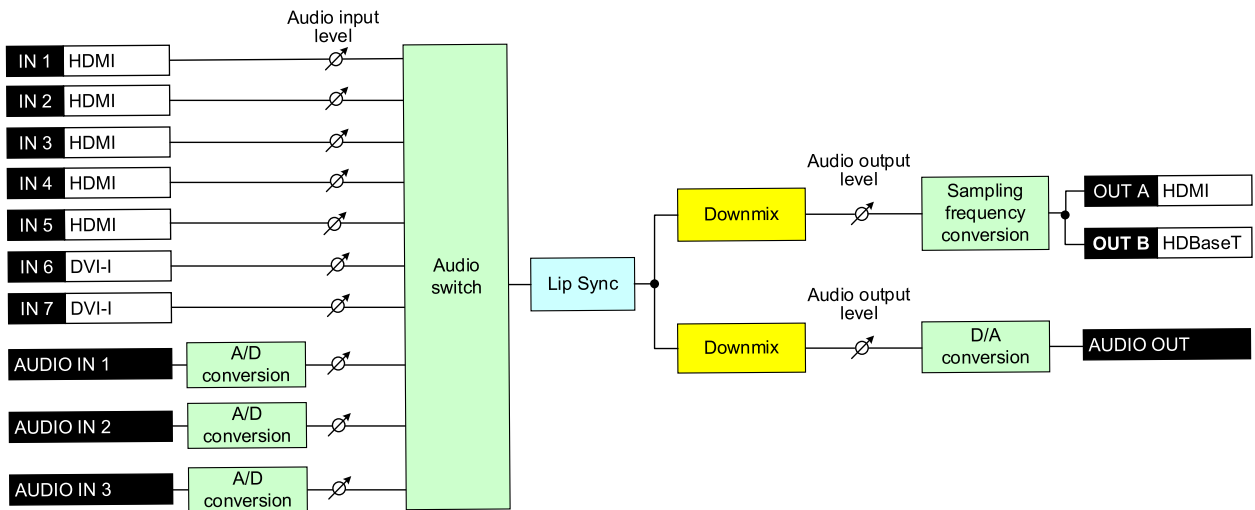 Audio input
level
IN 1 HDMI
IN 2 HDMI
IN 3 HDMI
IN 4 HDMI
IN 5 HDMI
IN 6 DVI-I
IN 7 DVI-I
AUDIO IN 1
A/D
conversion
AUDIO IN 2
A/D
conversion
AUDIO IN 3
A/D
conversion
Audio
switch
Lip Sync
Downmix
Audio output
level
Sampling
frequency
conversion
OUT A HDMI
OUT B HDBaseT
Downmix
Audio output
level
D/A
conversion
AUDIO OUT